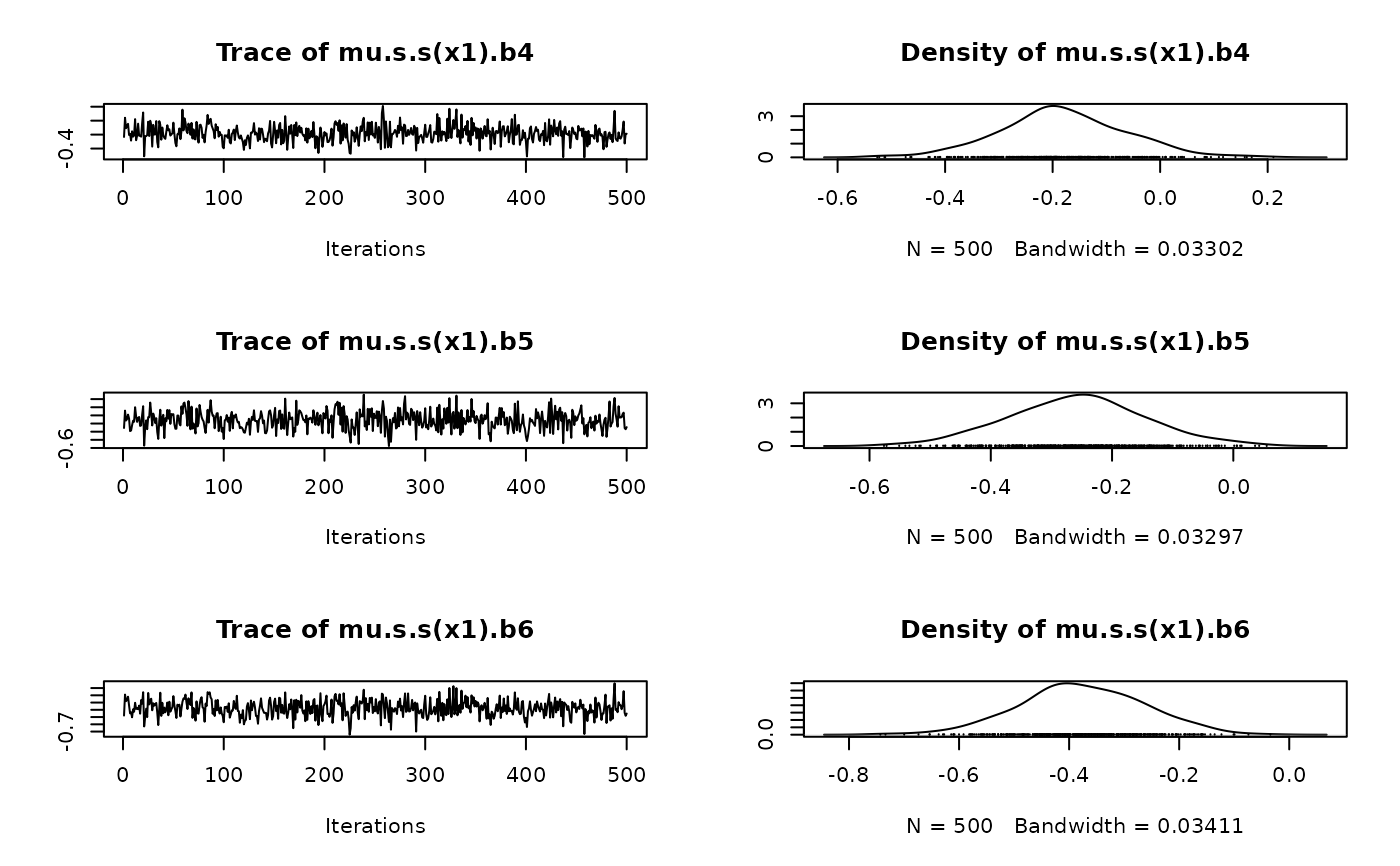 Trace of mu.s.s(x1).b4
-0.4
0 100 200 300 400 500
Iterations
Density of mu.s.s(x1).b4
3
0
-0.6 -0.4 -0.2 0.0 0.2
N = 500 Bandwidth = 0.03302
Trace of mu.s.s(x1).b5
-0.6
0 100 200 300 400 500
Iterations
Density of mu.s.s(x1).b5
3
0
-0.6 -0.4 -0.2 0.0
N = 500 Bandwidth = 0.03297
Trace of mu.s.s(x1).b6
-0.7
0 100 200 300 400 500
Iterations
Density of mu.s.s(x1).b6
0.0
-0.8 -0.6 -0.4 -0.2 0.0
N = 500 Bandwidth = 0.03411